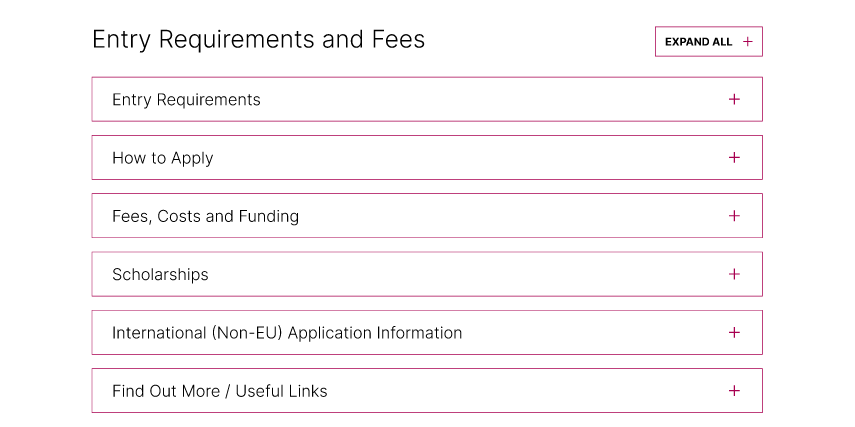 Entry Requirements and Fees
EXPAND ALL +
Entry Requirements +
How to Apply +
Fees, Costs and Funding +
Scholarships +
International (Non-EU) Application Information +
Find Out More / Useful Links +